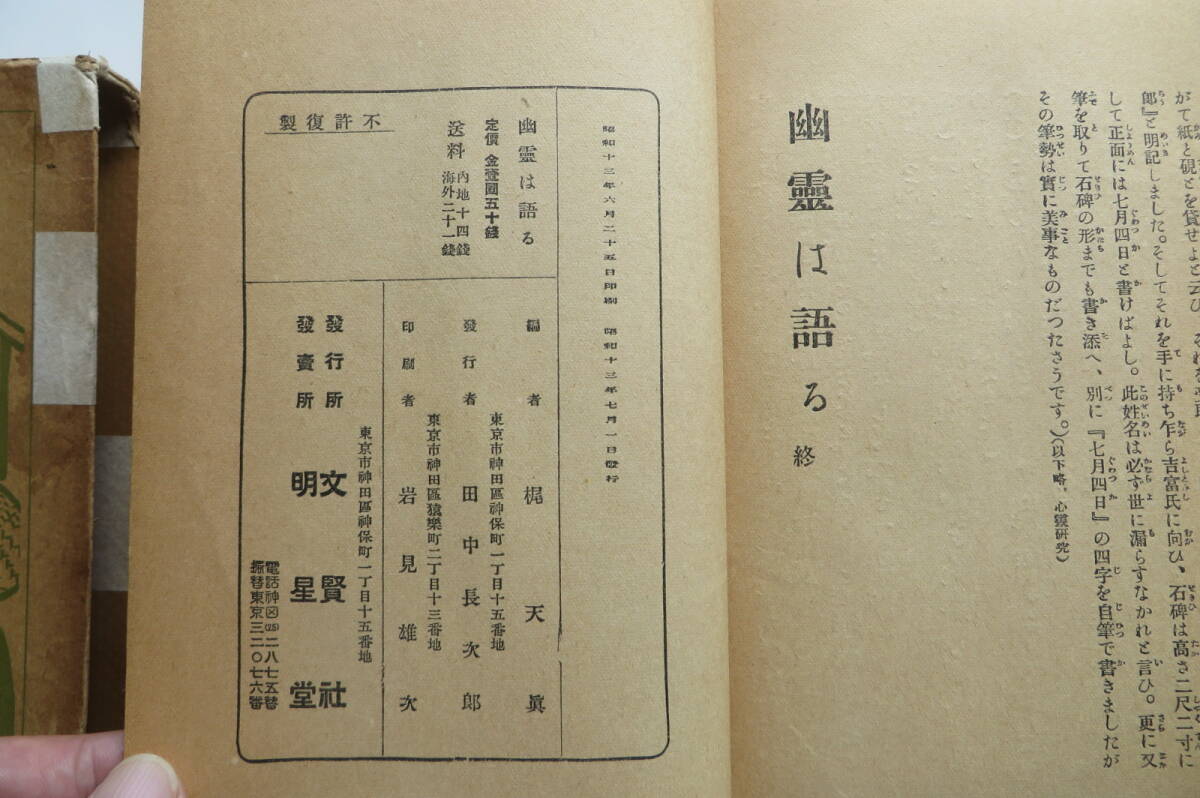 がて紙と硯とを貸せよと云ひ
郎』と明記しました。そしてそれを手に持ち乍ら吉富氏に向ひ、石碑は高さ二尺二寸に
して正面には七月四日と書けばよし。此姓名は必ず世に漏らすなかれと言ひ。更に又
筆を取りて石碑の形までも書き添へ、別に『七月四日』の四字を自筆で書きましたが
その筆勢は實に美事なものだつたさうです。）（以下略、心靈研究）
幽靈は語る 終
昭和十三年六月二十五日印刷 昭和十三年七月一日發行
幽靈は語る
定價 金壹圓五十錢
送料 內地十四錢
海外二十一錢
不許復製
編者 梶天眞
東京市神田區神保町一丁目十五番地
發行者 田中長次郎
東京市神田區猿樂町二丁目十三番地
印刷者 岩見雄次
東京市神田區神保町一丁目十五番地
發行所 文賢社
發賣所 明星堂
電話神田(25)二八七五番
振替東京三二〇七六番